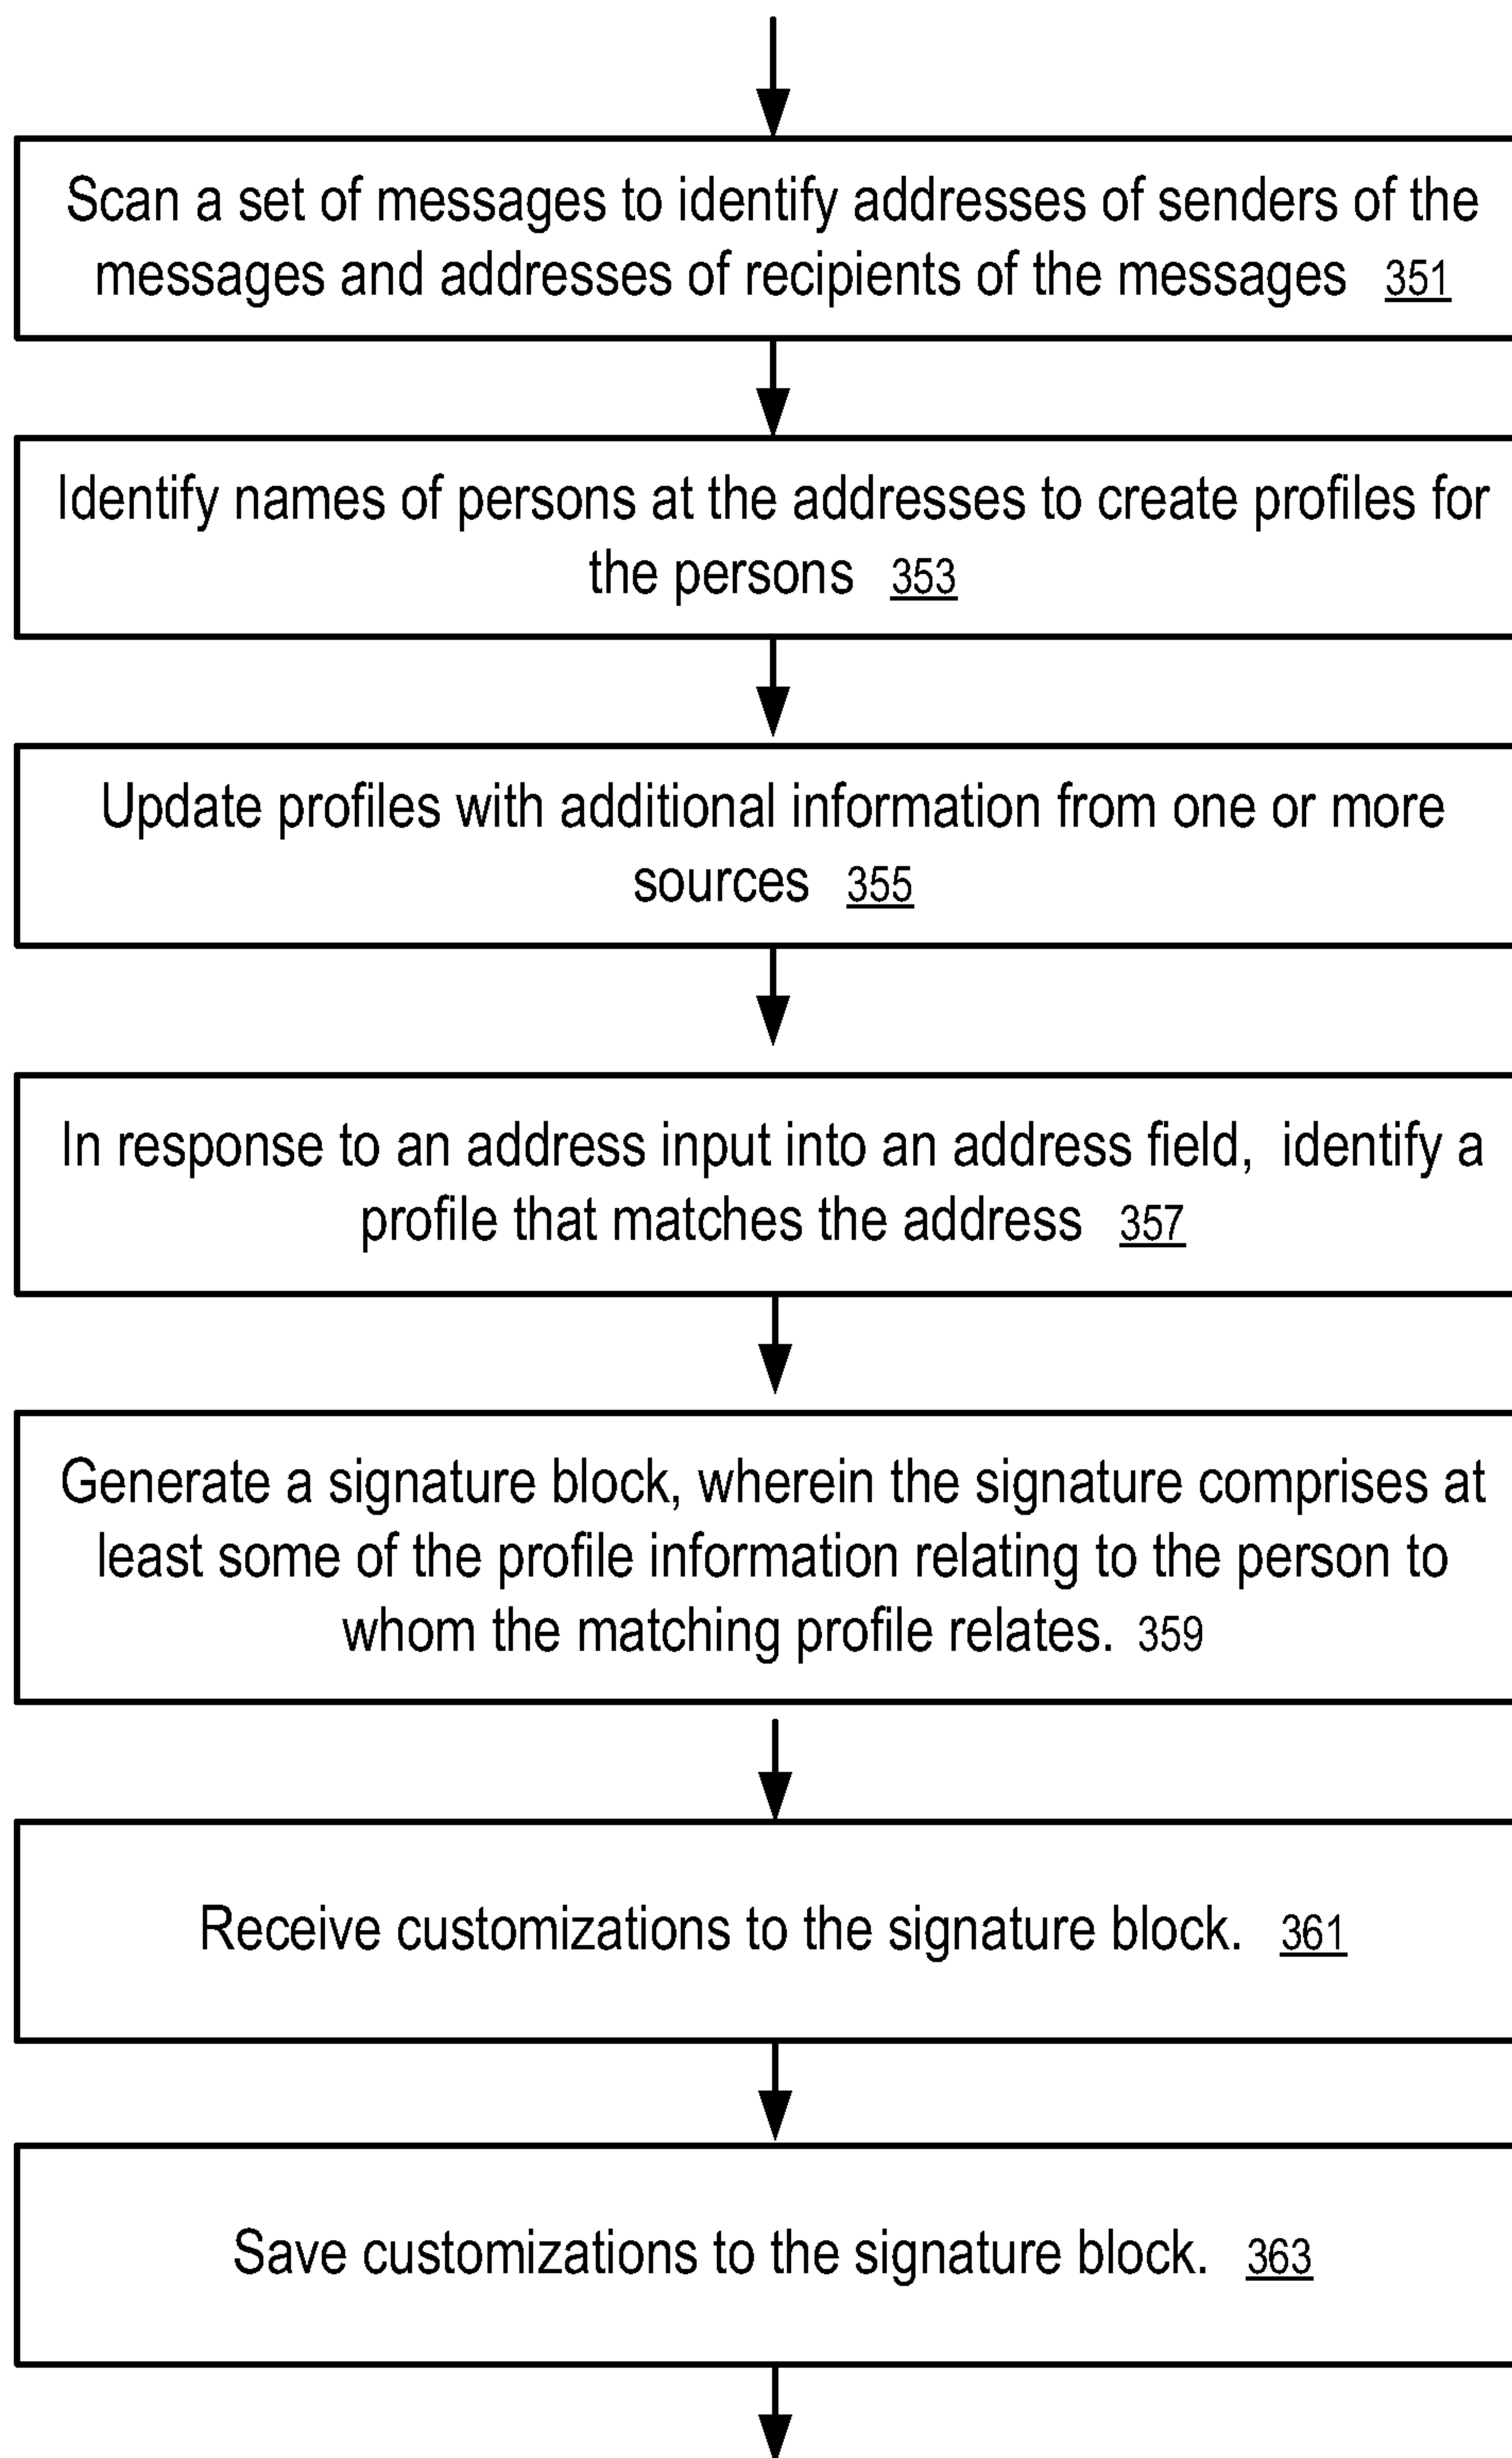 Scan a set of messages to identify addresses of senders of the
messages and addresses of recipients of the messages 351
Identify names of persons at the addresses to create profiles for
the persons 353
Update profiles with additional information from one or more
sources 355
In response to an address input into an address field, identify a
profile that matches the address 357
Generate a signature block, wherein the signature comprises at
least some of the profile information relating to the person to
whom the matching profile relates. 359
Receive customizations to the signature block. 361
Save customizations to the signature block. 363